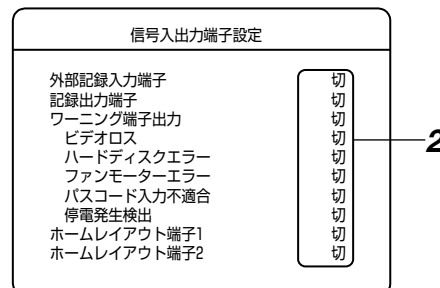 信号入出力端子設定
外部記録入力端子 切
記録出力端子 切
ワーニング端子出力 切
ビデオロス 切
ハードディスクエラー 切
ファンモーターエラー 切
パスコード入力不適合 切
停電発生検出 切
ホームレイアウト端子1 切
ホームレイアウト端子2 切
2